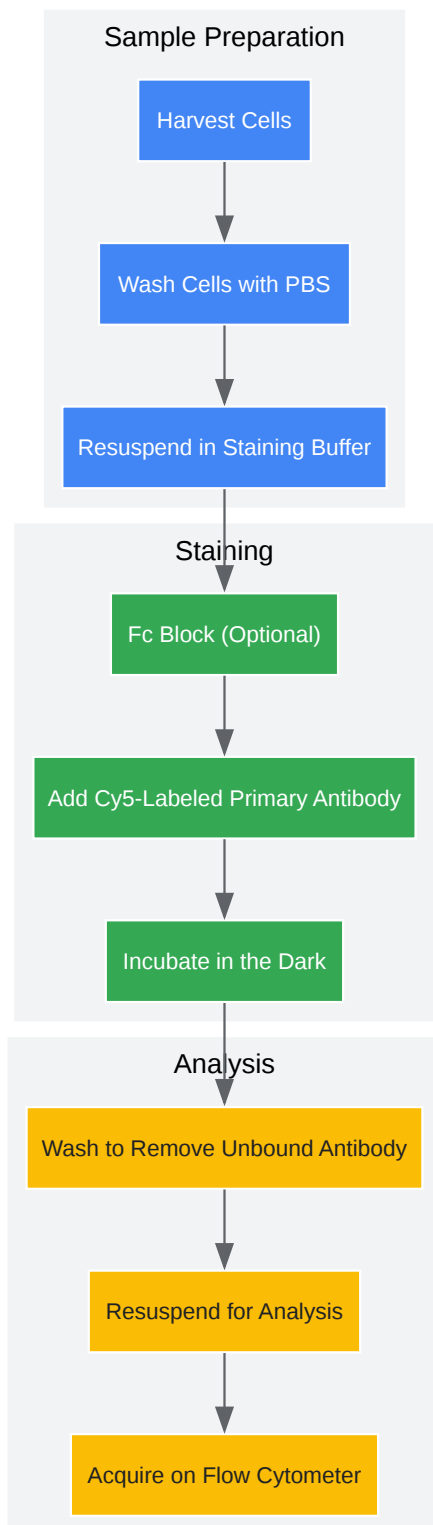 Sample Preparation
Harvest Cells
Wash Cells with PBS
Resuspend in Staining Buffer
Staining
Fc Block (Optional)
Add Cy5-Labeled Primary Antibody
Incubate in the Dark
Analysis
Wash to Remove Unbound Antibody
Resuspend for Analysis
Acquire on Flow Cytometer